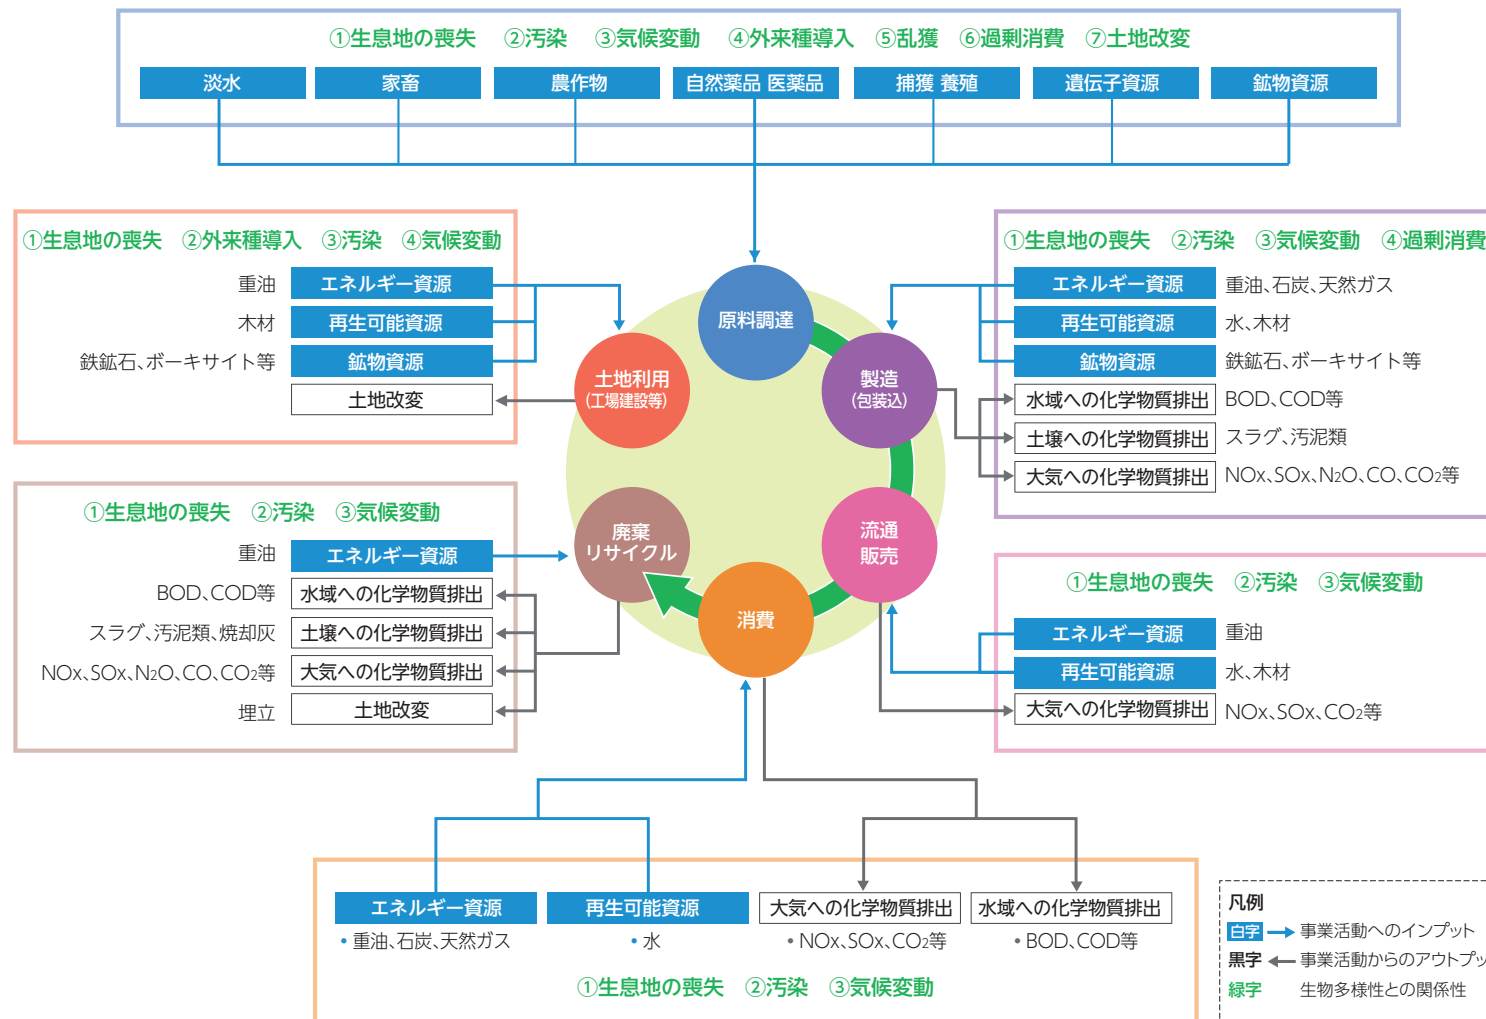 ①生息地の喪失 ②汚染 ③気候変動 ④外来種導入 ⑤乱獲 ⑥過剰消費 ⑦土地改変
淡水 家畜 農作物 自然薬品 医薬品 捕獲 養殖 遺伝子資源 鉱物資源
①生息地の喪失 ②外来種導入 ③汚染 ④気候変動
重油 エネルギー資源
木材 再生可能資源
鉄鉱石、ボーキサイト等 鉱物資源
土地改変
原料調達
土地利用
(工場建設等)
製造
(包装込)
流通
販売
消費
廃棄
リサイクル
①生息地の喪失 ②汚染 ③気候変動 ④過剰消費
エネルギー資源 重油、石炭、天然ガス
再生可能資源 水、木材
鉱物資源 鉄鉱石、ボーキサイト等
水域への化学物質排出 BOD、COD等
土壌への化学物質排出 スラグ、汚泥類
大気への化学物質排出 NOx、SOx、N2O、CO、CO2等
①生息地の喪失 ②汚染 ③気候変動
重油 エネルギー資源
BOD、COD等 水域への化学物質排出
スラグ、汚泥類、焼却灰 土壌への化学物質排出
NOx、SOx、N2O、CO、CO2等 大気への化学物質排出
埋立 土地改変
①生息地の喪失 ②汚染 ③気候変動
エネルギー資源 重油
再生可能資源 水、木材
大気への化学物質排出 NOx、SOx、CO2等
エネルギー資源 再生可能資源 大気への化学物質排出 水域への化学物質排出
•重油、石炭、天然ガス •水 •NOx、SOx、CO2等 •BOD、COD等
①生息地の喪失 ②汚染 ③気候変動
凡例
白字 事業活動へのインプット
黒字 事業活動からのアウトプッ
緑字 生物多様性との関係性